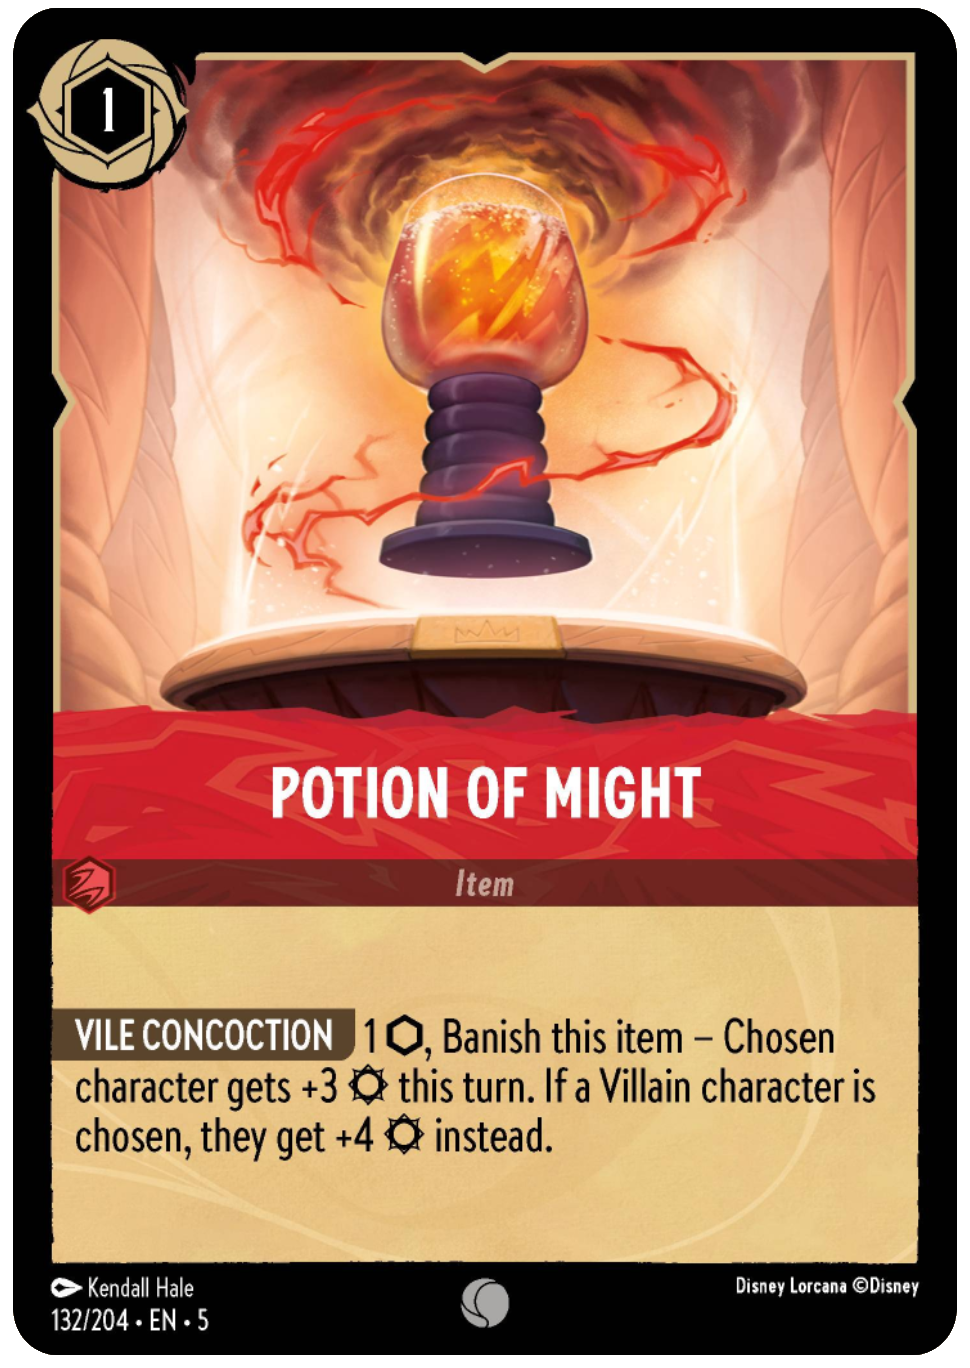 1
POTION OF MIGHT
Item
VILE CONCOCTION 1 ⬡, Banish this item – Chosen
character gets +3 ¤ this turn. If a Villain character is
chosen, they get +4 ¤ instead.
Kendall Hale
Disney Lorcana ©Disney
132/204 • EN • 5